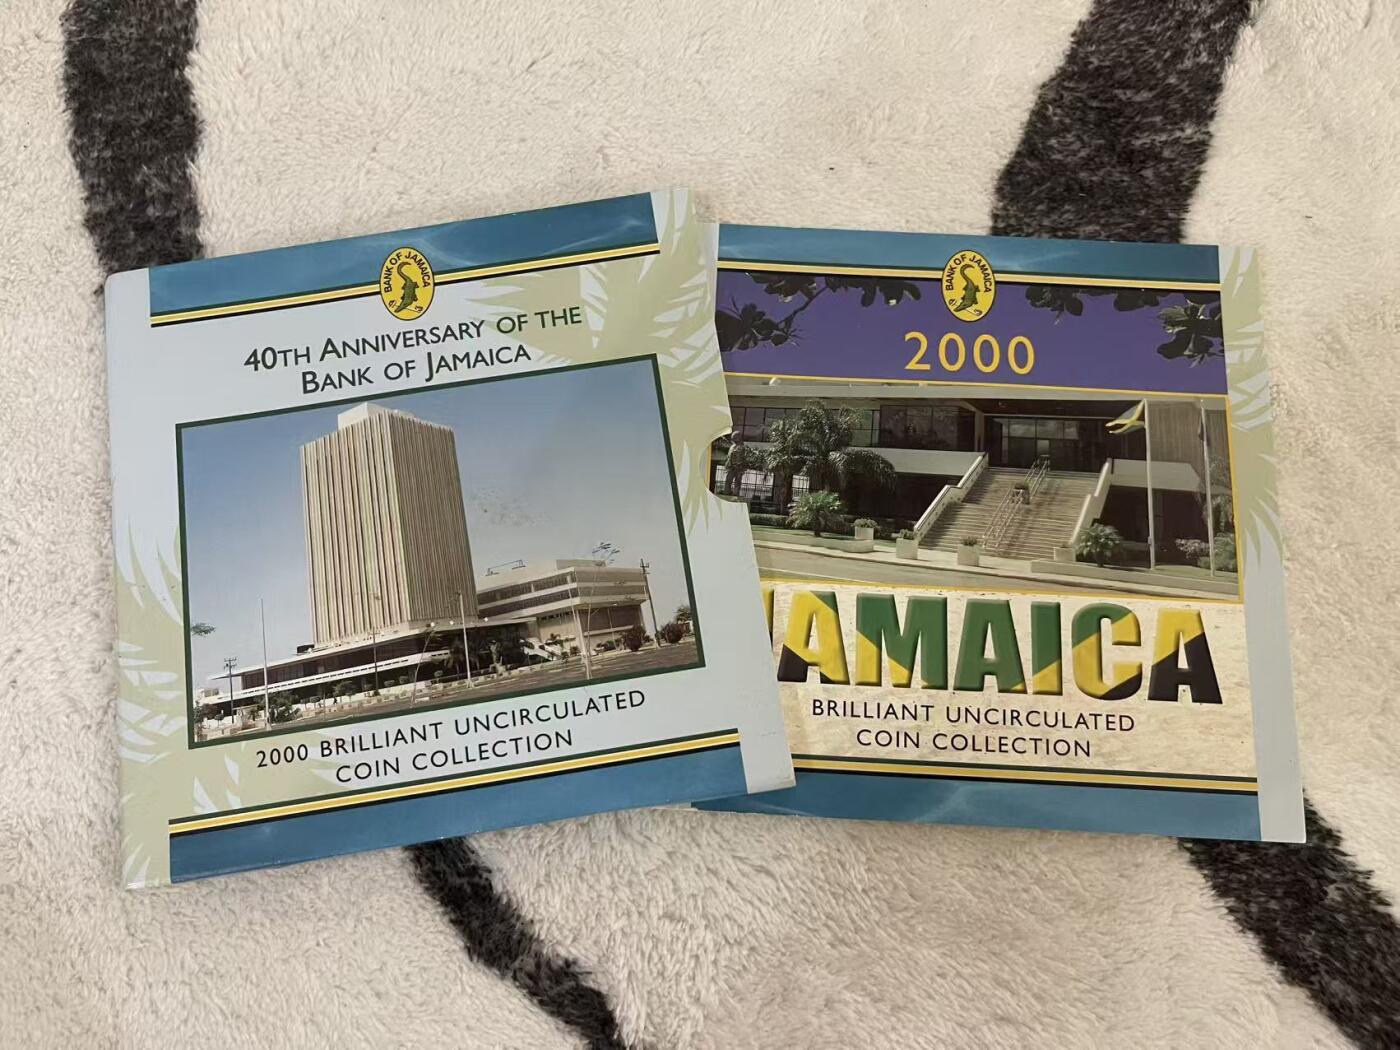 BANK OF JAMAICA
40TH ANNIVERSARY OF THE
BANK OF JAMAICA
2000 BRILLIANT UNCIRCULATED
COIN COLLECTION
BANK OF JAMAICA
2000
JAMAICA
BRILLIANT UNCIRCULATED
COIN COLLECTION